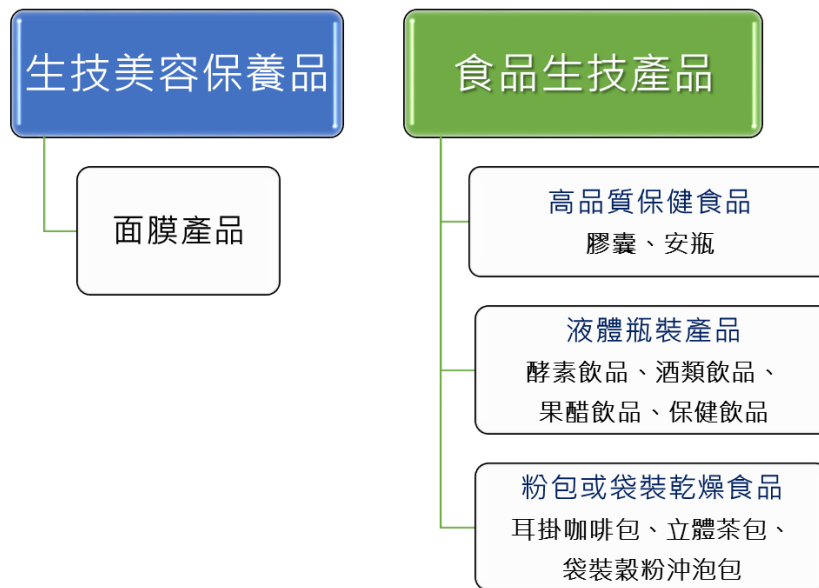 生技美容保養品
面膜產品
食品生技產品
高品質保健食品
膠囊、安瓶
液體瓶裝產品
酵素飲品、酒類飲品、
果醋飲品、保健飲品
粉包或袋裝乾燥食品
耳掛咖啡包、立體茶包、
袋裝穀粉沖泡包